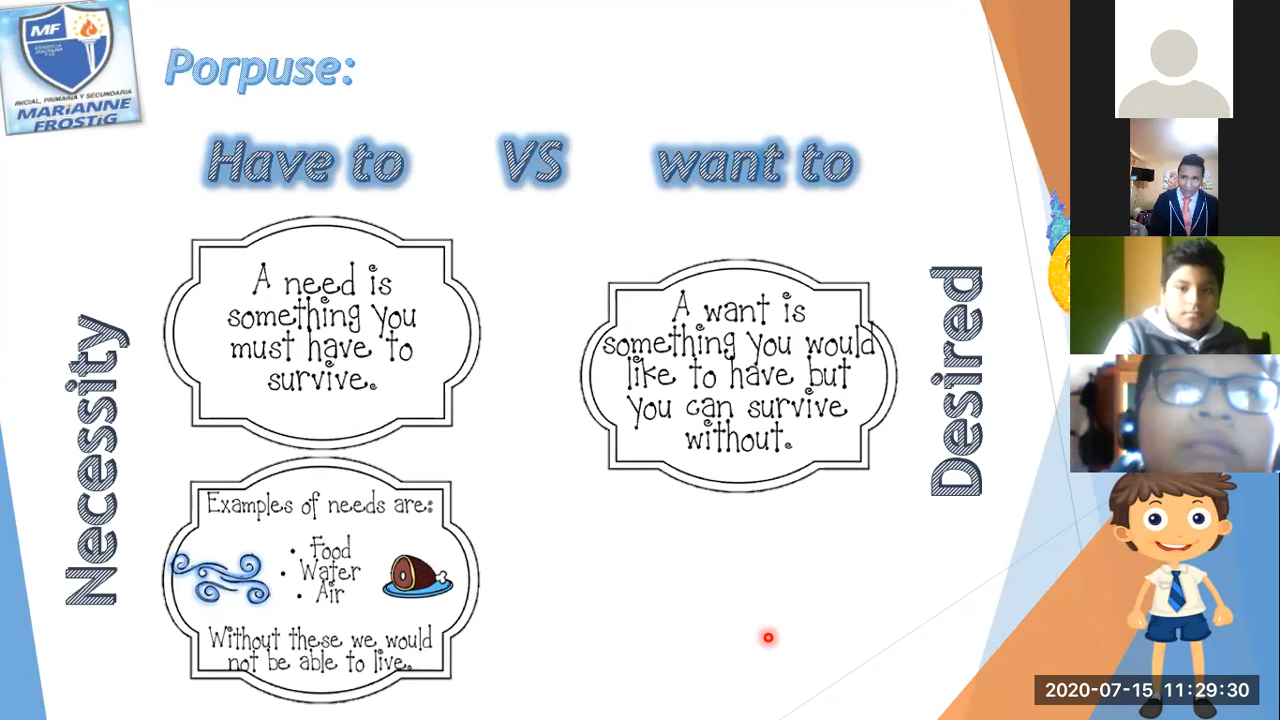 MF
INICIAL, PRIMARIA Y SECUNDARIA
MARiANNE
FROSTiG
Porpuse:
Have to VS want to
Necessity
A need is
something you
must have to
survive.
Examples of needs are:
• Food
• Water
• Air
Without these we would
not be able to live.
A want is
something you would
like to have but
you can survive
without.
Desired
2020-07-15 11:29:30